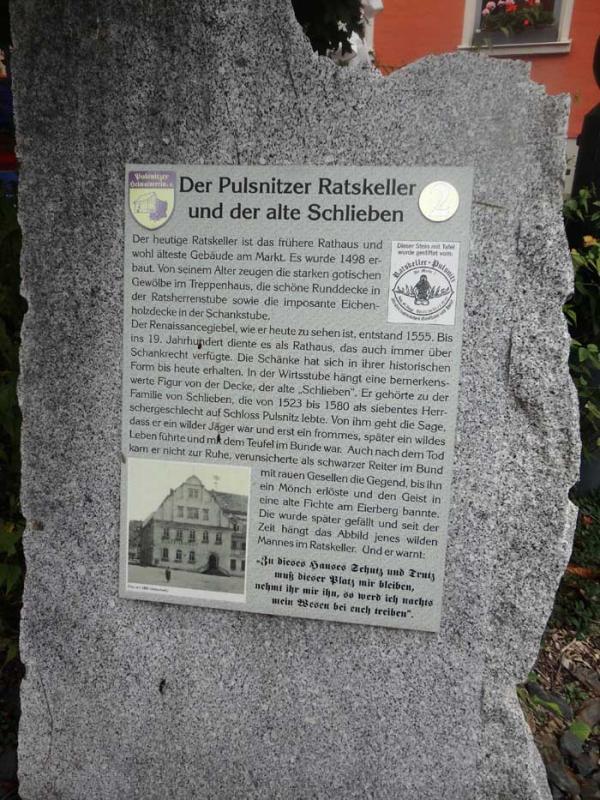 Pulsnitzer
Heimatverein e.V.
Der Pulsnitzer Ratskeller
und der alte Schlieben
2
Der heutige Ratskeller ist das frühere Rathaus und
wohl älteste Gebäude am Markt. Es wurde 1498 er-
baut. Von seinem Alter zeugen die starken gotischen
Gewölbe im Treppenhaus, die schöne Runddecke in
der Ratsherrenstube sowie die imposante Eichen-
holzdecke in der Schankstube.
Dieser Stein mit Tafel
wurde gestiftet vom:
Ratskeller - Pulsnitz
Der Renaissancegiebel, wie er heute zu sehen ist, entstand 1555. Bis
ins 19. Jahrhundert diente es als Rathaus, das auch immer über
Schankrecht verfügte. Die Schänke hat sich in ihrer historischen
Form bis heute erhalten. In der Wirtsstube hängt eine bemerkens-
werte Figur von der Decke, der alte „Schlieben". Er gehörte zu der
Familie von Schlieben, die von 1523 bis 1580 als siebentes Herr-
schergeschlecht auf Schloss Pulsnitz lebte. Von ihm geht die Sage,
dass er ein wilder Jäger war und erst ein frommes, später ein wildes
Leben führte und mit dem Teufel im Bunde war. Auch nach dem Tod
kam er nicht zur Ruhe, verunsicherte als schwarzer Reiter im Bund
mit rauen Gesellen die Gegend, bis ihn
ein Mönch erlöste und den Geist in
eine alte Fichte am Eierberg bannte.
Die wurde später gefällt und seit der
Zeit hängt das Abbild jenes wilden
Mannes im Ratskeller. Und er warnt:
„Zu dieses Hauses Schutz und Trutz
muß dieser Platz mir bleiben,
nehmt ihr mir ihn, so werd ich nachts
mein Wesen bei euch treiben".